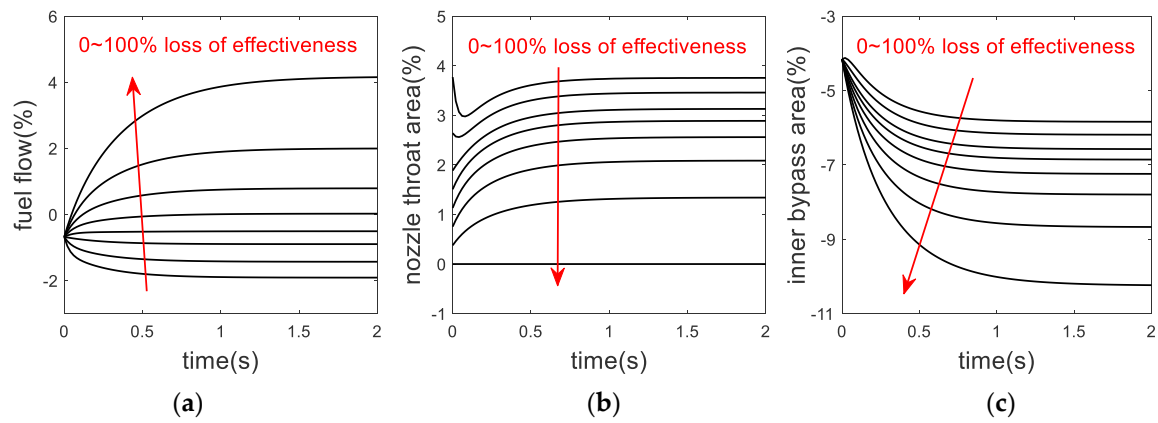 6
4
2
0
-2
0~100% loss of effectiveness
fuel flow(%)
0 0.5 1 1.5 2
time(s)
(a)
5
4
3
2
1
0
-1
0~100% loss of effectiveness
nozzle throat area(%)
0 0.5 1 1.5 2
time(s)
(b)
-3
-5
-7
-9
-11
0~100% loss of effectiveness
inner bypass area(%)
0 0.5 1 1.5 2
time(s)
(c)